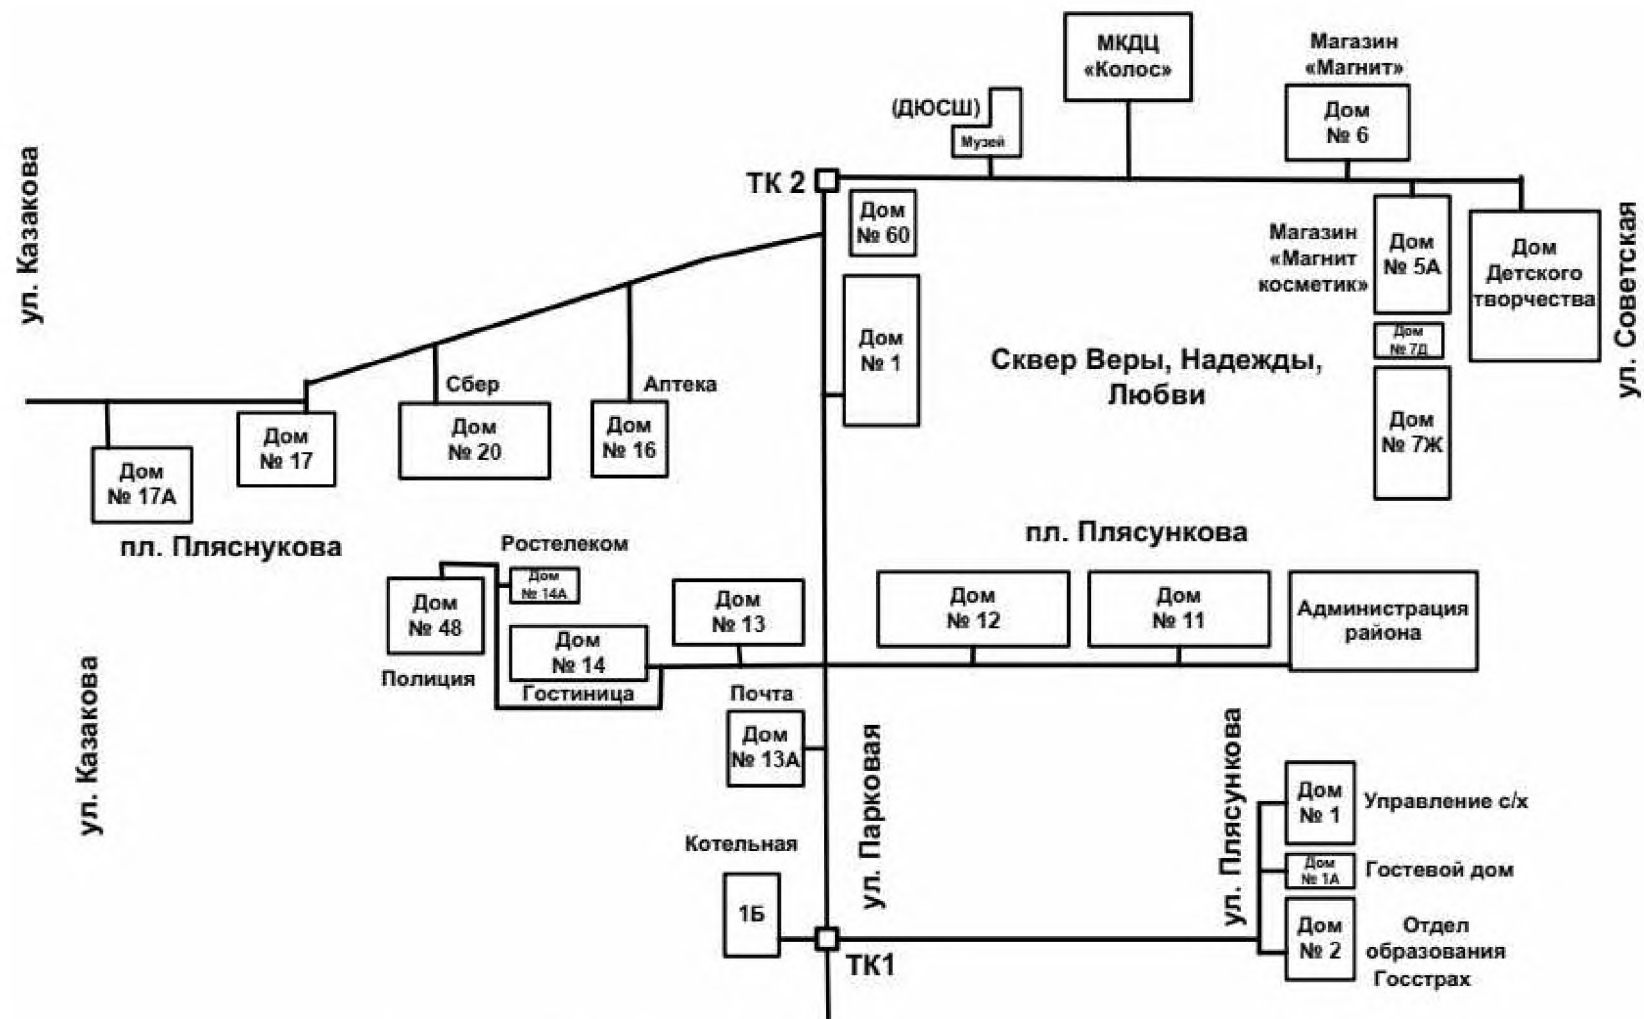 МКДЦ
«Колос»
Магазин
«Магнит»
(ДЮСШ)
Музей
Дом
№ 6
ул. Казакова
ТК 2
Дом
№ 60
Магазин
«Магнит
косметик»
Дом
№ 5А
Дом
Детского
творчества
ул. Советская
Дом
№ 1
Дом
№ 7Д
Сквер Веры, Надежды,
Любви
Сбер
Аптека
Дом
№ 17А
Дом
№ 17
Дом
№ 20
Дом
№ 16
Дом
№ 7Ж
пл. Пляснукова
пл. Плясункова
Ростелеком
Дом
№ 14А
Дом
№ 48
Полиция
Дом
№ 14
Гостиница
Дом
№ 13
Дом
№ 12
Дом
№ 11
Администрация
района
ул. Казакова
Почта
Дом
№ 13А
ул. Парковая
ул. Плясункова
Дом
№ 1
Управление с/х
Котельная
1Б
Дом
№ 1А
Гостевой дом
Дом
№ 2
Отдел
образования
Госстрах
ТК1